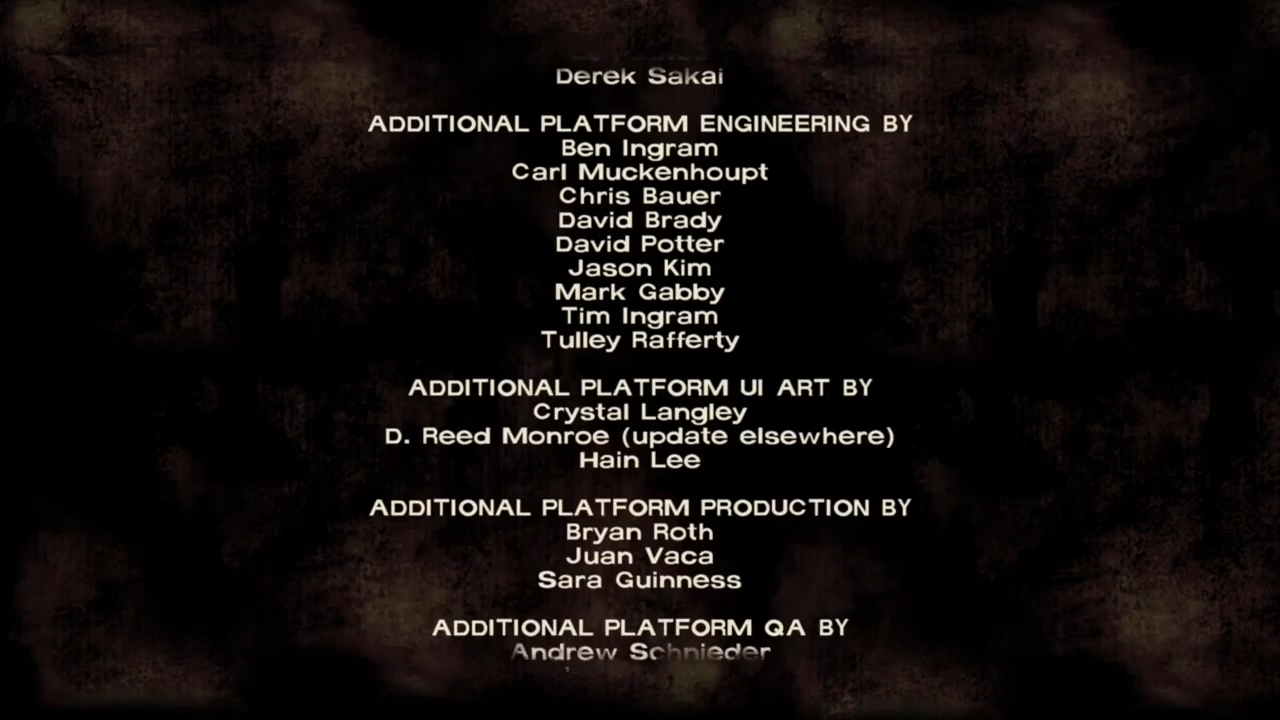 Derek Sakai
ADDITIONAL PLATFORM ENGINEERING BY
Ben Ingram
Carl Muckenhoupt
Chris Bauer
David Brady
David Potter
Jason Kim
Mark Gabby
Tim Ingram
Tulley Rafferty
ADDITIONAL PLATFORM UI ART BY
Crystal Langley
D. Reed Monroe (update elsewhere)
Hain Lee
ADDITIONAL PLATFORM PRODUCTION BY
Bryan Roth
Juan Vaca
Sara Guinness
ADDITIONAL PLATFORM QA BY
Andrew Schnieder